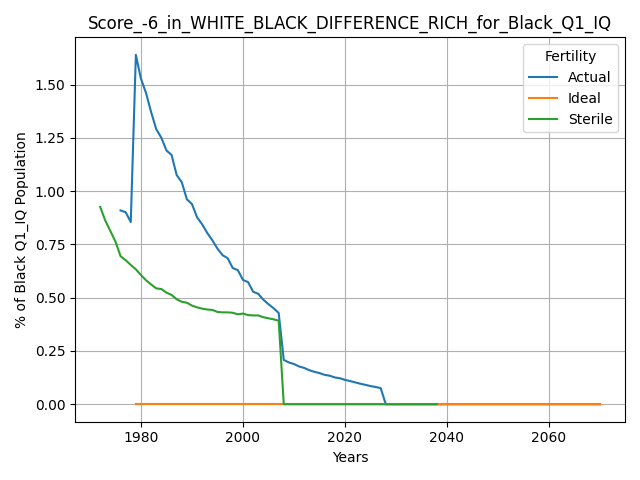 Score_-6_in_WHITE_BLACK_DIFFERENCE_RICH_for_Black_Q1_IQ
Fertility
Actual
Ideal
Sterile
% of Black Q1_IQ Population
1.50
1.25
1.00
0.75
0.50
0.25
0.00
1980 2000 2020 2040 2060
Years